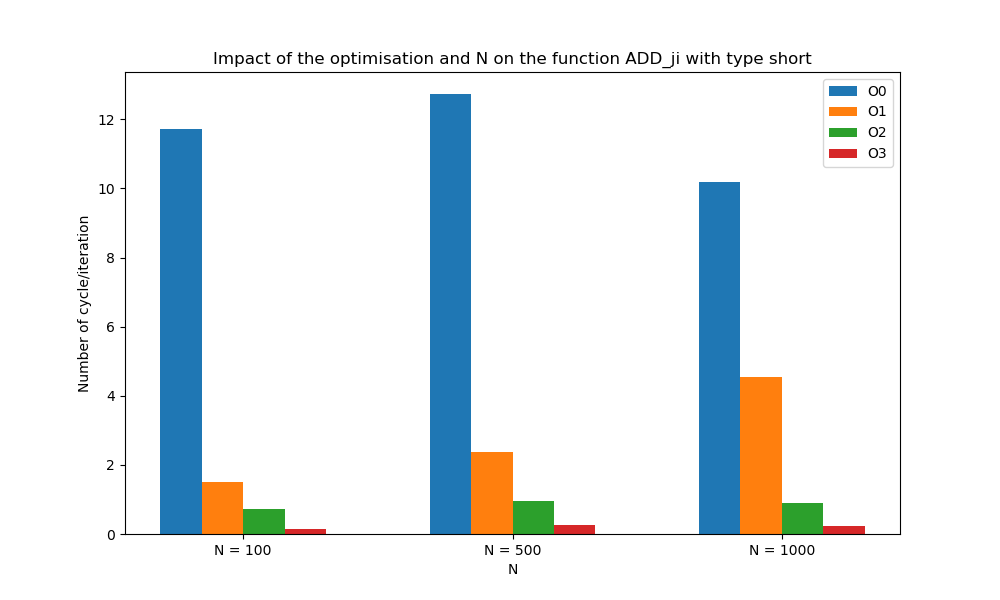 Impact of the optimisation and N on the function ADD_ji with type short
O0
O1
O2
O3
Number of cycle/iteration
12
10
8
6
4
2
0
N = 100
N = 500
N = 1000
N